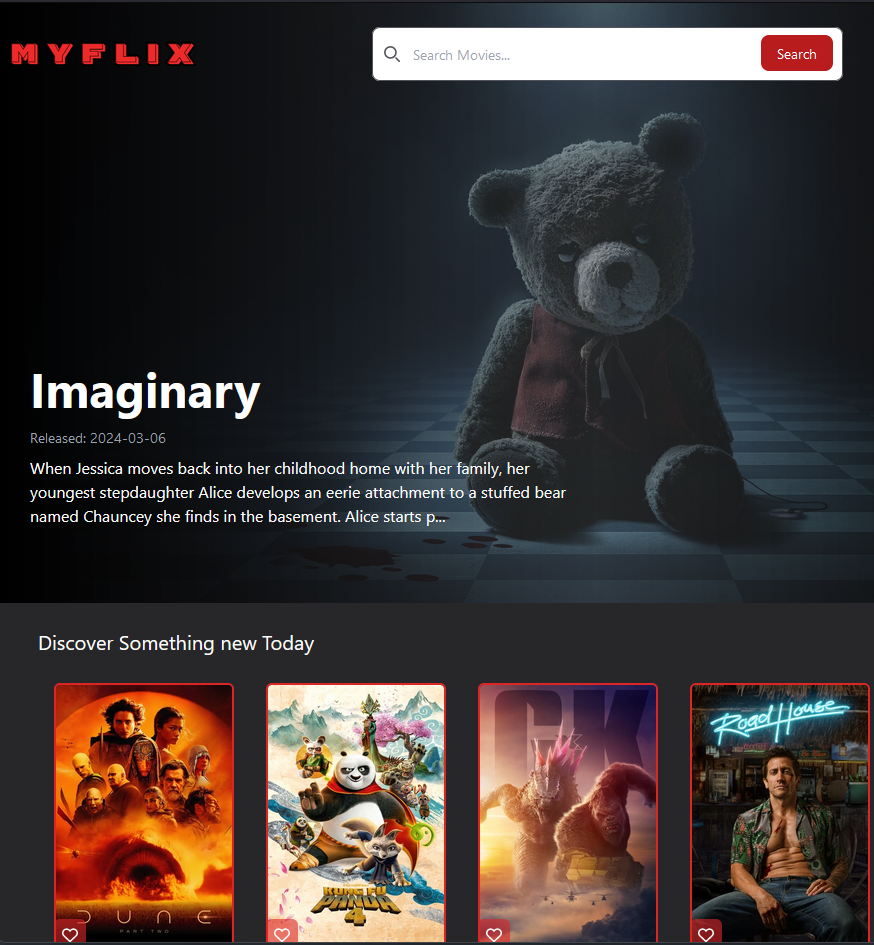 MYFLIX
Search Movies...
Search
Imaginary
Released: 2024-03-06
When Jessica moves back into her childhood home with her family, her
youngest stepdaughter Alice develops an eerie attachment to a stuffed bear
named Chauncey she finds in the basement. Alice starts p...
Discover Something new Today
DUNE
PART TWO
KUNG FU
PANDA
4
GK
Road House